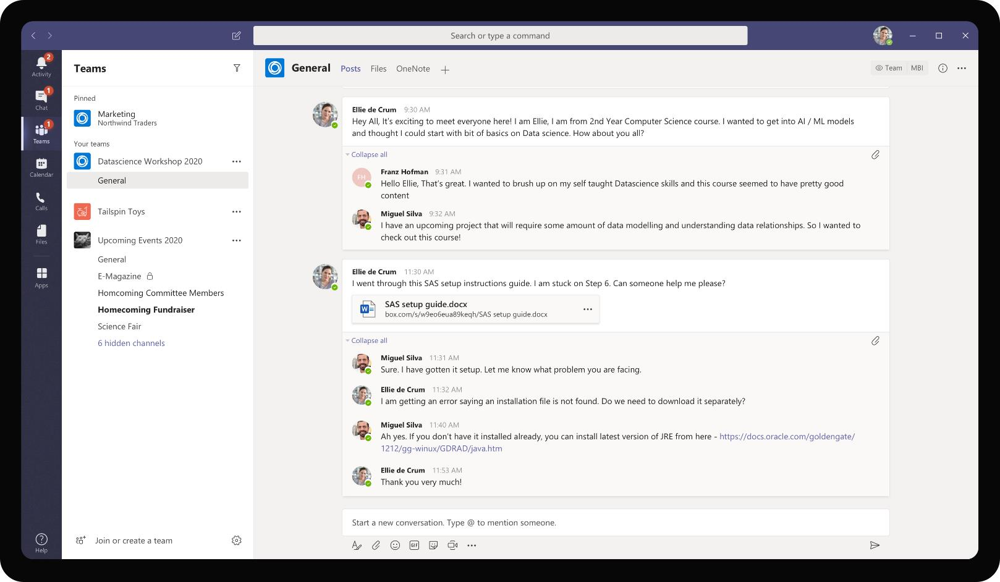 Search or type a command
2
Activity
1
Chat
1
Teams
Calendar
Calls
Files
Apps
Help
Teams
Pinned
Marketing
Northwind Traders
Your teams
Datascience Workshop 2020
General
Tailspin Toys
Upcoming Events 2020
General
E-Magazine
Homcoming Committee Members
Homecoming Fundraiser
Science Fair
6 hidden channels
Join or create a team
General Posts Files OneNote
Team MBI
Ellie de Crum 9:30 AM
Hey All, It's exciting to meet everyone here! I am Ellie, I am from 2nd Year Computer Science course. I wanted to get into AI / ML models
and thought I could start with bit of basics on Data science. How about you all?
Collapse all
FH
Franz Hofman 9:31 AM
Hello Ellie, That's great. I wanted to brush up on my self taught Datascience skills and this course seemed to have pretty good
content
Miguel Silva 9:32 AM
I have an upcoming project that will require some amount of data modelling and understanding data relationships. So I wanted to
check out this course!
Ellie de Crum 11:30 AM
I went through this SAS setup instructions guide. I am stuck on Step 6. Can someone help me please?
W
SAS setup guide.docx
box.com/s/w9eo6eua89keqh/SAS setup guide.docx
Collapse all
Miguel Silva 11:31 AM
Sure. I have gotten it setup. Let me know what problem you are facing.
Ellie de Crum 11:32 AM
I am getting an error saying an installation file is not found. Do we need to download it separately?
Miguel Silva 11:40 AM
Ah yes. If you don't have it installed already, you can install latest version of JRE from here - https://docs.oracle.com/goldengate/
1212/gg-winux/GDRAD/java.htm
Ellie de Crum 11:53 AM
Thank you very much!
Start a new conversation. Type @ to mention someone.
GIF